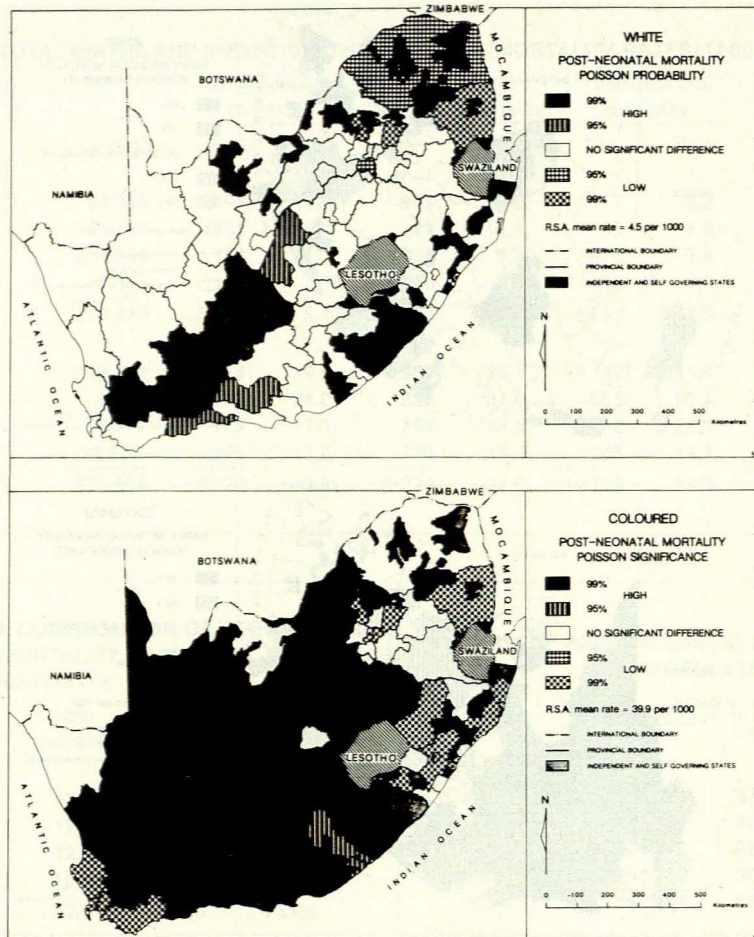 ZIMBABWE
BOTSWANA
MOCAMBIQUE
SWAZILAND
NAMIBIA
LESOTHO
ATLANTIC OCEAN
INDIAN OCEAN
WHITE
POST-NEONATAL MORTALITY
POISSON PROBABILITY
99%
HIGH
95%
NO SIGNIFICANT DIFFERENCE
95%
LOW
99%
R.S.A. mean rate = 4.5 per 1000
INTERNATIONAL BOUNDARY
PROVINCIAL BOUNDARY
INDEPENDENT AND SELF GOVERNING STATES
N
0 100 200 300 400 500
Kilometres
ZIMBABWE
BOTSWANA
MOCAMBIQUE
SWAZILAND
NAMIBIA
LESOTHO
ATLANTIC OCEAN
INDIAN OCEAN
COLOURED
POST-NEONATAL MORTALITY
POISSON SIGNIFICANCE
99%
HIGH
95%
NO SIGNIFICANT DIFFERENCE
95%
LOW
99%
R.S.A. mean rate = 39.9 per 1000
INTERNATIONAL BOUNDARY
PROVINCIAL BOUNDARY
INDEPENDENT AND SELF GOVERNING STATES
N
0 -100 200 300 400 500
Kilometres